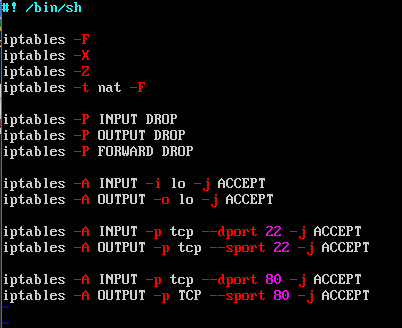 #! /bin/sh
iptables -F
iptables -X
iptables -Z
iptables -t nat -F
iptables -P INPUT DROP
iptables -P OUTPUT DROP
iptables -P FORWARD DROP
iptables -A INPUT -i lo -j ACCEPT
iptables -A OUTPUT -o lo -j ACCEPT
iptables -A INPUT -p tcp --dport 22 -j ACCEPT
iptables -A OUTPUT -p tcp --sport 22 -j ACCEPT
iptables -A INPUT -p tcp --dport 80 -j ACCEPT
iptables -A OUTPUT -p TCP --sport 80 -j ACCEPT
~
~